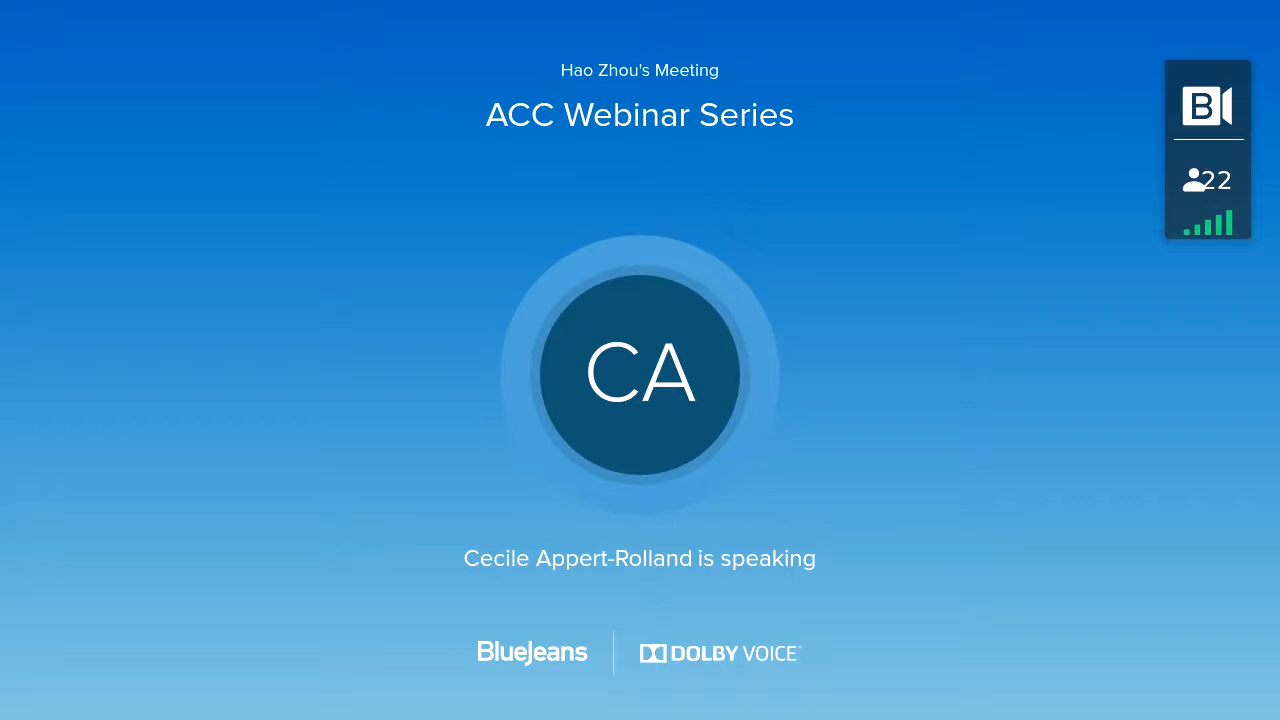 Hao Zhou's Meeting
ACC Webinar Series
B
22
CA
Cecile Appert-Rolland is speaking
BlueJeans
DOLBY VOICE